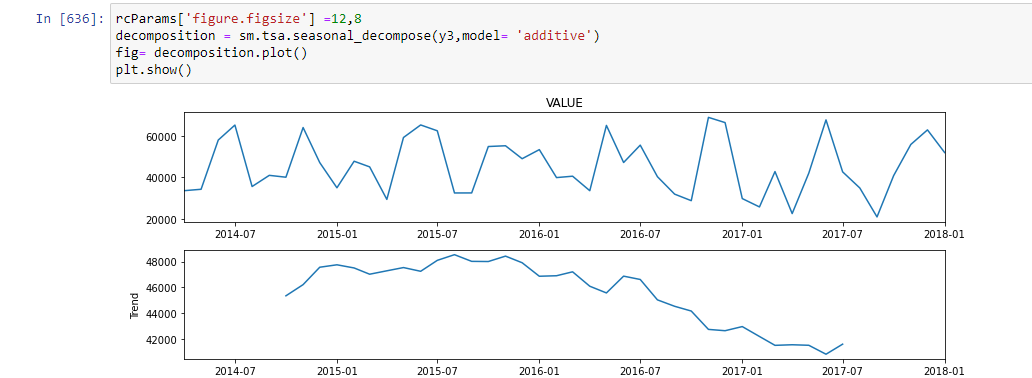 In [636]: rcParams['figure.figsize'] =12,8
decomposition = sm.tsa.seasonal_decompose(y3,model= 'additive')
fig= decomposition.plot()
plt.show()
VALUE
60000
40000
20000
2014-07 2015-01 2015-07 2016-01 2016-07 2017-01 2017-07 2018-01
Trend
48000
46000
44000
42000
2014-07 2015-01 2015-07 2016-01 2016-07 2017-01 2017-07 2018-01